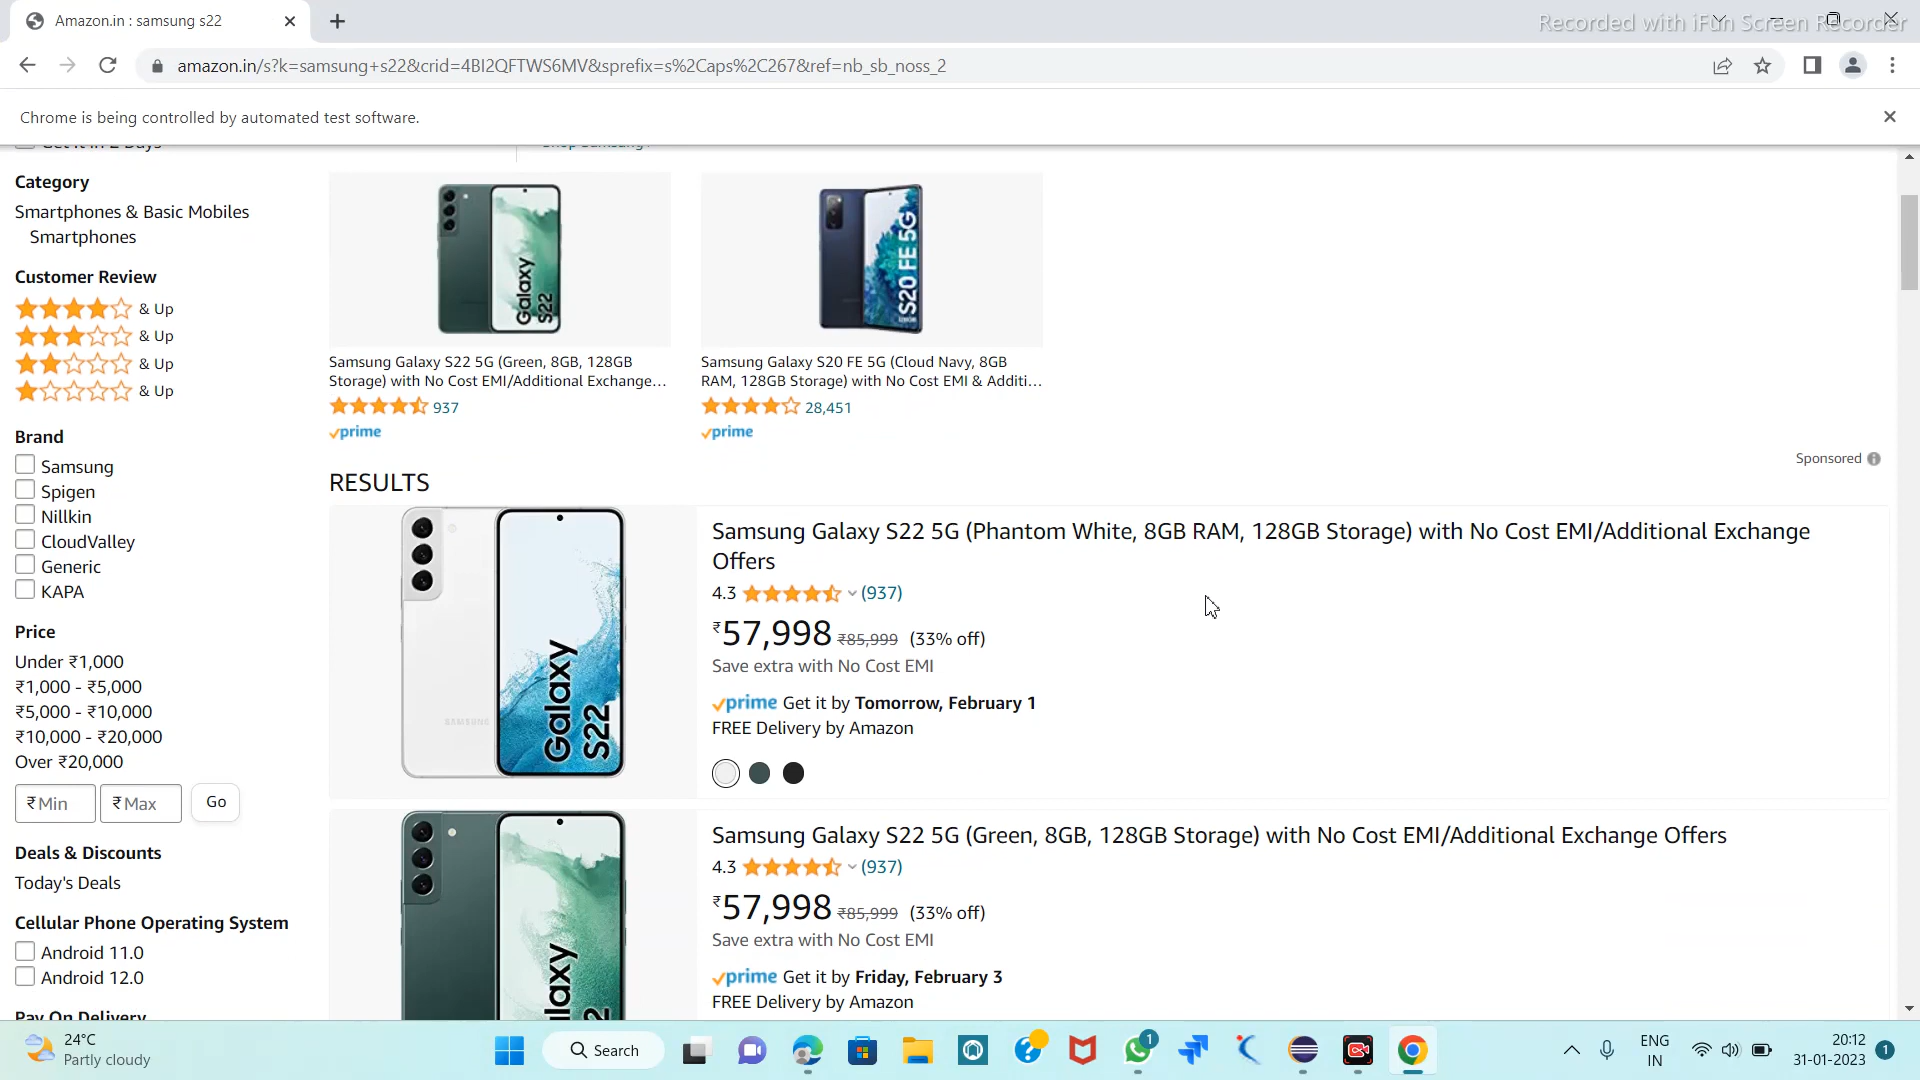 Amazon.in : samsung s22
Recorded with iFun Screen Recorder
amazon.in/s?k=samsung+s22&crid=4BI2QFTWS6MV&sprefix=s%2Caps%2C267&ref=nb_sb_noss_2
Chrome is being controlled by automated test software.
Get It in 2 Days
Category
Smartphones & Basic Mobiles
Smartphones
Customer Review
& Up
& Up
& Up
& Up
Brand
Samsung
Spigen
Nillkin
CloudValley
Generic
KAPA
Price
Under ₹1,000
₹1,000 - ₹5,000
₹5,000 - ₹10,000
₹10,000 - ₹20,000
Over ₹20,000
₹Min ₹Max Go
Deals & Discounts
Today's Deals
Cellular Phone Operating System
Android 11.0
Android 12.0
Pay On Delivery
Shop Samsung
Galaxy
S22
Samsung Galaxy S22 5G (Green, 8GB, 128GB
Storage) with No Cost EMI/Additional Exchange...
937
prime
S20 FE 5G
Samsung Galaxy S20 FE 5G (Cloud Navy, 8GB
RAM, 128GB Storage) with No Cost EMI & Additi...
28,451
prime
Sponsored
RESULTS
SAMSUNG
Galaxy
S22
Samsung Galaxy S22 5G (Phantom White, 8GB RAM, 128GB Storage) with No Cost EMI/Additional Exchange
Offers
4.3 (937)
₹57,998 ₹85,999 (33% off)
Save extra with No Cost EMI
prime Get it by Tomorrow, February 1
FREE Delivery by Amazon
Samsung Galaxy S22 5G (Green, 8GB, 128GB Storage) with No Cost EMI/Additional Exchange Offers
4.3 (937)
₹57,998 ₹85,999 (33% off)
Save extra with No Cost EMI
prime Get it by Friday, February 3
FREE Delivery by Amazon
24°C
Partly cloudy
Search
1
ENG
IN
20:12
31-01-2023
1